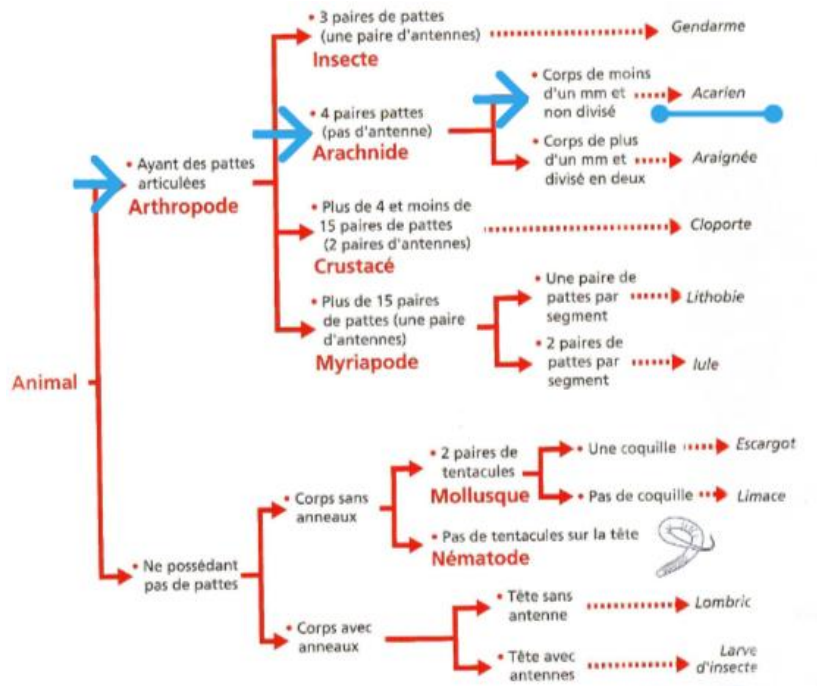 • 3 paires de pattes
(une paire d'antennes)
Insecte
Gendarme
• 4 paires pattes
(pas d'antenne)
Arachnide
• Corps de moins
d'un mm et
non divisé
Acarien
• Corps de plus
d'un mm et
divisé en deux
Araignée
• Ayant des pattes
articulées
Arthropode
• Plus de 4 et moins de
15 paires de pattes
(2 paires d'antennes)
Crustacé
Cloporte
• Plus de 15 paires
de pattes (une paire
d'antennes)
Myriapode
• Une paire de
pattes par
segment
Lithobie
• 2 paires de
pattes par
segment
Iule
Animal
• Ne possédant
pas de pattes
• Corps sans
anneaux
• 2 paires de
tentacules
Mollusque
• Une coquille
Escargot
• Pas de coquille
Limace
• Pas de tentacules sur la tête
Nématode
• Corps avec
anneaux
• Tête sans
antenne
Lombric
• Tête avec
antennes
Larve
d'insecte